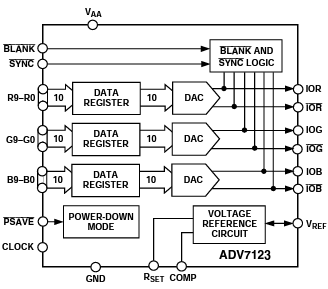 VAA
BLANK
SYNC
BLANK AND
SYNC LOGIC
R9–R0
10
DATA
REGISTER
10
DAC
IOR
IOR
G9–G0
10
DATA
REGISTER
10
DAC
IOG
IOG
B9–B0
10
DATA
REGISTER
10
DAC
IOB
IOB
PSAVE
POWER-DOWN
MODE
VOLTAGE
REFERENCE
CIRCUIT
VREF
CLOCK
ADV7123
GND
RSET
COMP